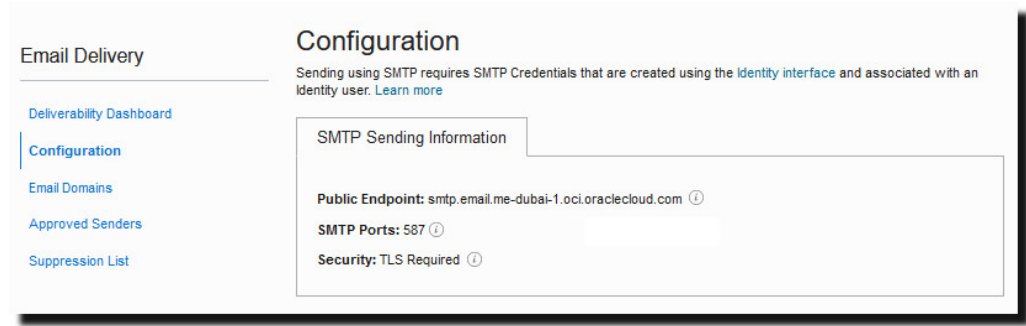 Email Delivery
Deliverability Dashboard
Configuration
Email Domains
Approved Senders
Suppression List
Configuration
Sending using SMTP requires SMTP Credentials that are created using the Identity interface and associated with an
Identity user. Learn more
SMTP Sending Information
Public Endpoint: smtp.email.me-dubai-1.oci.oraclecloud.com
SMTP Ports: 587
Security: TLS Required